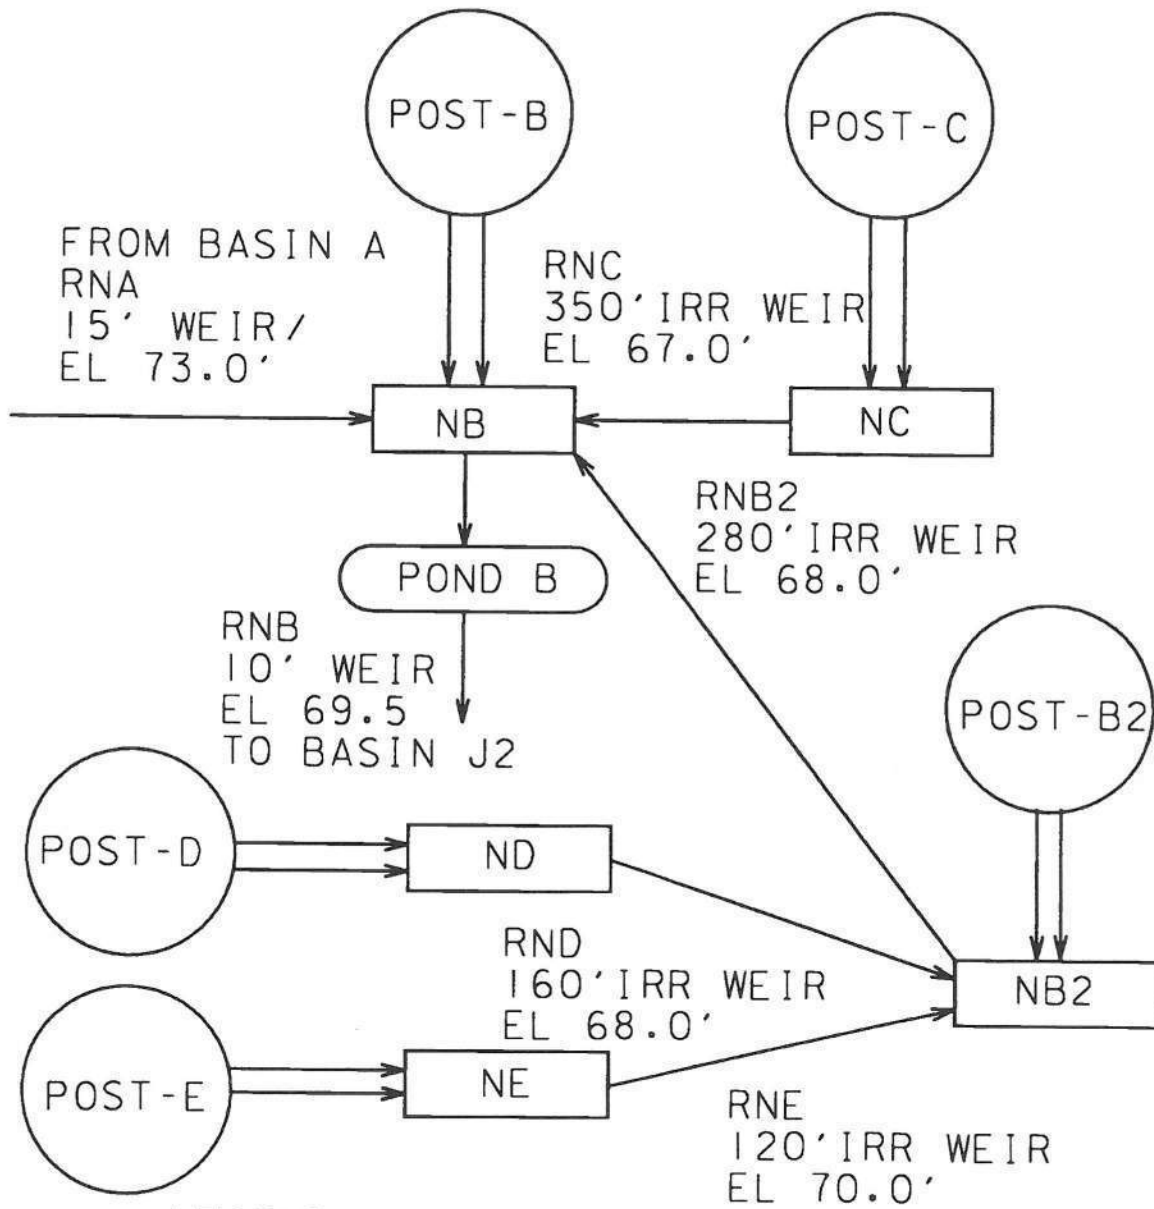 POST-B
POST-C
FROM BASIN A
RNA
15' WEIR/
EL 73.0'
RNC
350'IRR WEIR
EL 67.0'
NB
NC
RNB2
280'IRR WEIR
EL 68.0'
POND B
RNB
10' WEIR
EL 69.5
TO BASIN J2
POST-B2
POST-D
ND
RND
160'IRR WEIR
EL 68.0'
NB2
POST-E
NE
RNE
120'IRR WEIR
EL 70.0'